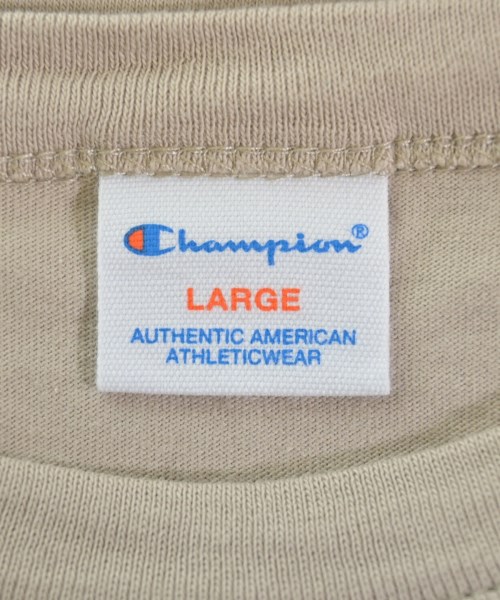 Champion®
LARGE
AUTHENTIC AMERICAN
ATHLETICWEAR